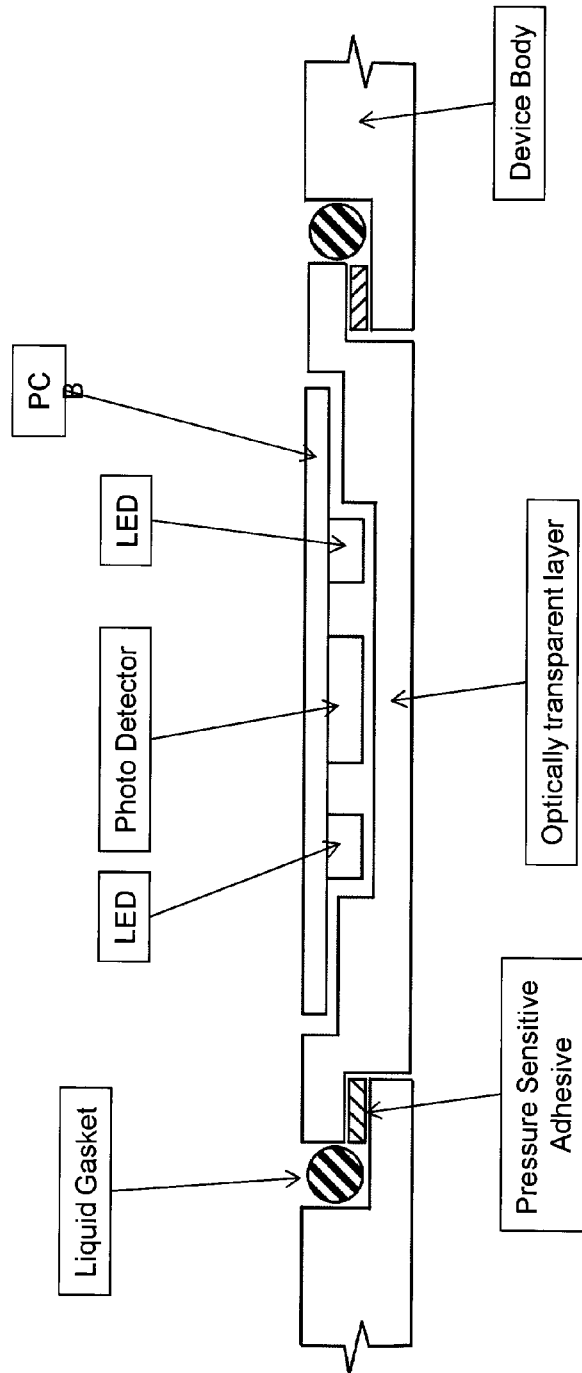 Liquid Gasket
LED
Photo Detector
LED
PC
B
Pressure Sensitive
Adhesive
Optically transparent layer
Device Body